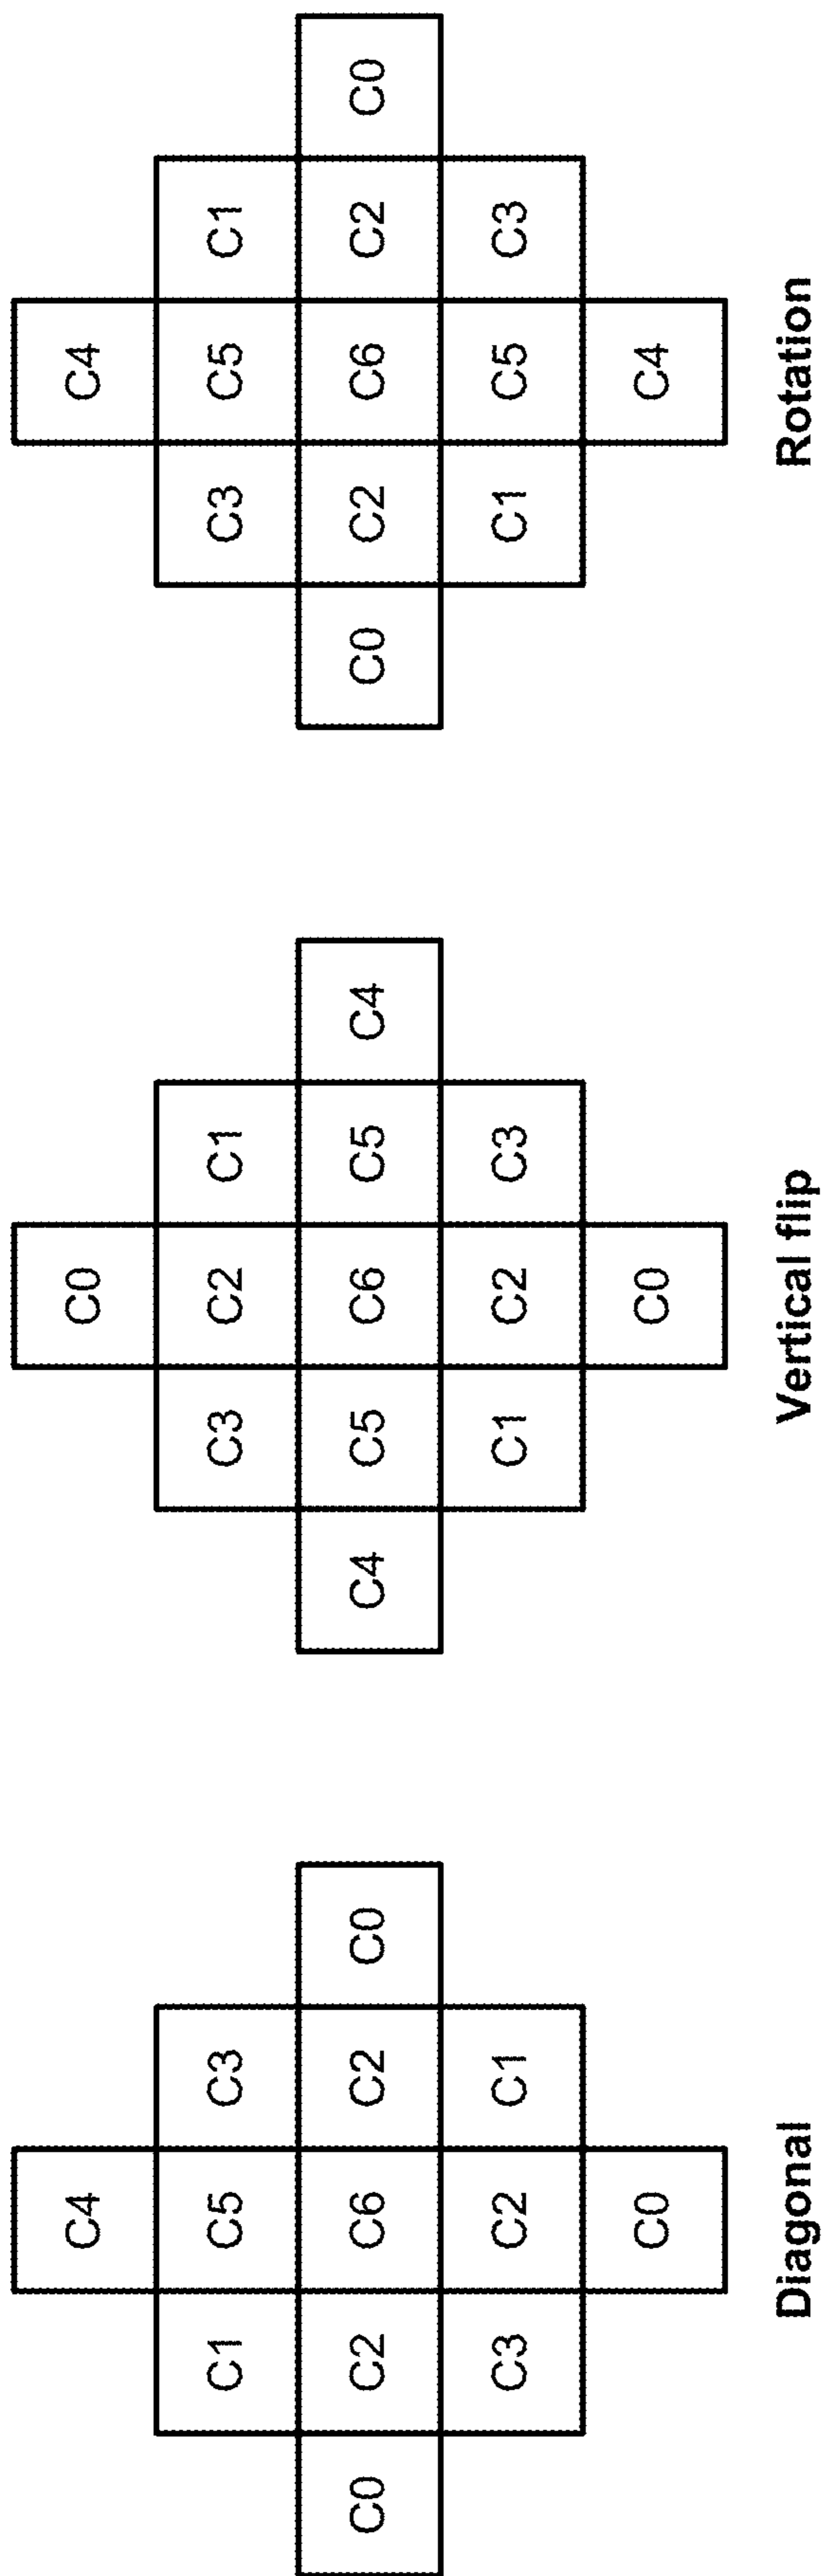 C4
C1 C5 C3
C0 C2 C6 C2 C0
C3 C2 C1
C0
Diagonal
C0
C3 C2 C1
C4 C5 C6 C5 C4
C1 C2 C3
C0
Vertical flip
C4
C3 C5 C1
C0 C2 C6 C2 C0
C1 C5 C3
C4
Rotation